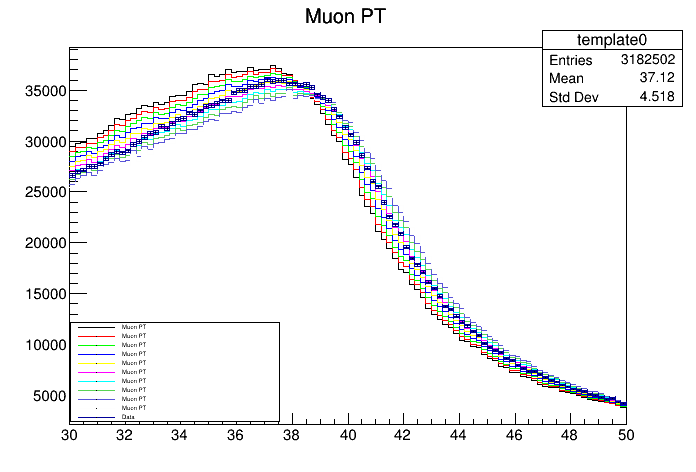 Muon PT
template0
Entries 3182502
Mean 37.12
Std Dev 4.518
35000
30000
25000
20000
15000
10000
5000
Muon PT
Muon PT
Muon PT
Muon PT
Muon PT
Muon PT
Muon PT
Muon PT
Muon PT
Muon PT
Data
30 32 34 36 38 40 42 44 46 48 50